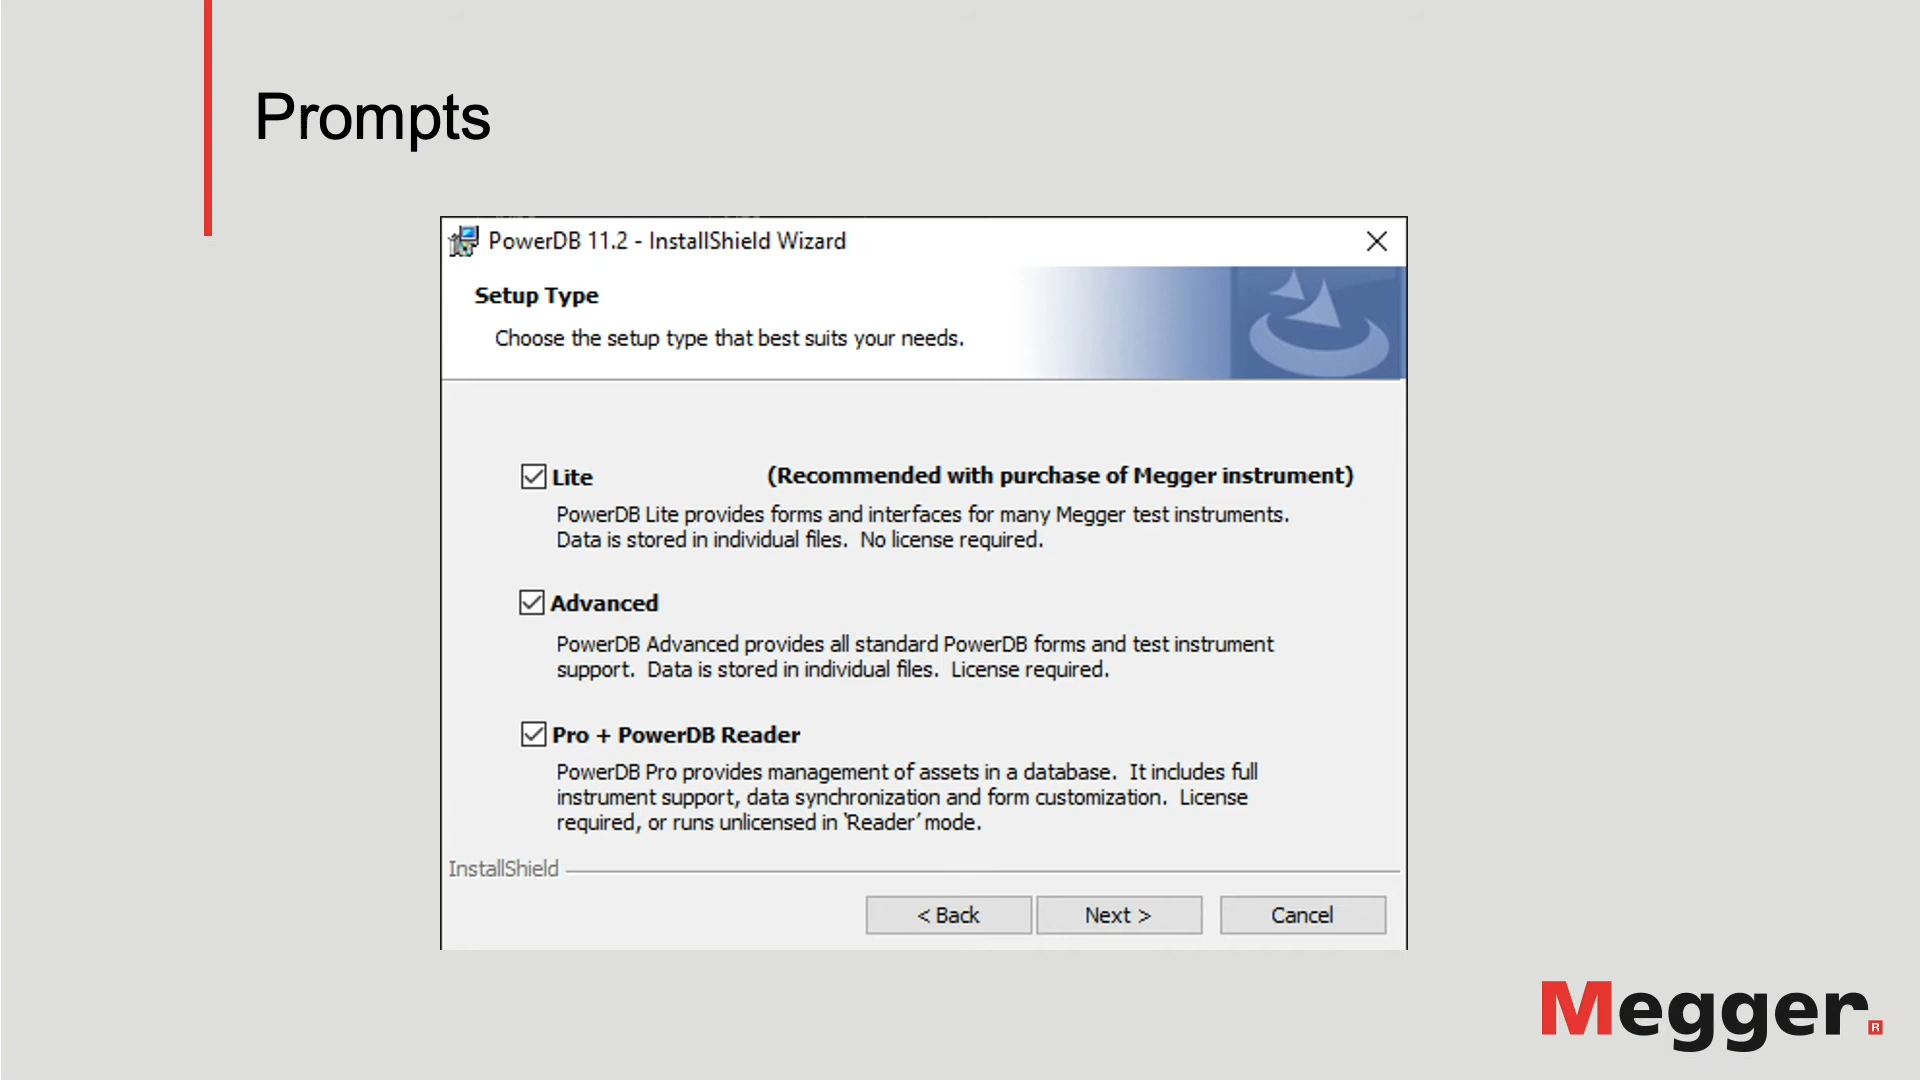 Prompts
PowerDB 11.2 - InstallShield Wizard
Setup Type
Choose the setup type that best suits your needs.
Lite (Recommended with purchase of Megger instrument)
PowerDB Lite provides forms and interfaces for many Megger test instruments.
Data is stored in individual files. No license required.
Advanced
PowerDB Advanced provides all standard PowerDB forms and test instrument
support. Data is stored in individual files. License required.
Pro + PowerDB Reader
PowerDB Pro provides management of assets in a database. It includes full
instrument support, data synchronization and form customization. License
required, or runs unlicensed in ‘Reader’ mode.
InstallShield
< Back Next > Cancel
Megger®